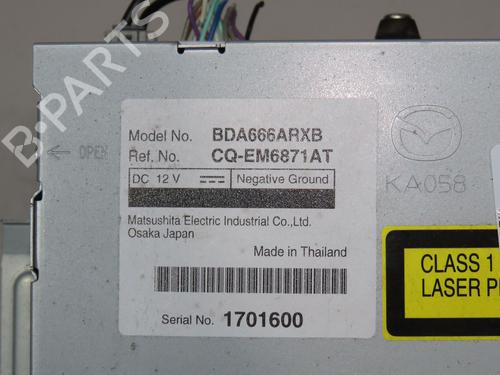 B-PARTS
← OPEN
Model No. BDA666ARXB
Ref. No. CQ-EM6871AT
DC 12 V
Negative Ground
Matsushita Electric Industrial Co.,Ltd.
Osaka Japan
Made in Thailand
Serial No. 1701600
KA058
CLASS 1
LASER